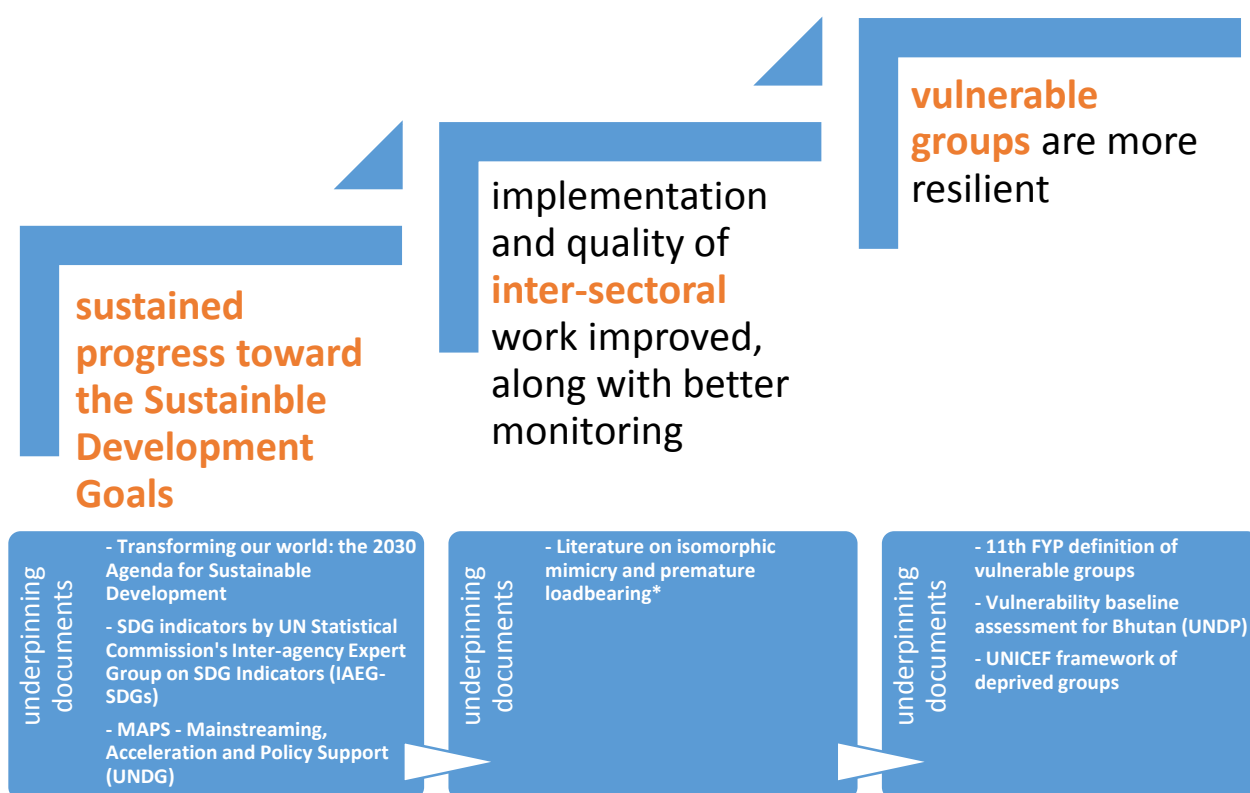 sustained
progress toward
the Sustainble
Development
Goals
implementation
and quality of
inter-sectoral
work improved,
along with better
monitoring
vulnerable
groups are more
resilient
underpinning
documents
- Transforming our world: the 2030
Agenda for Sustainable
Development
- SDG indicators by UN Statistical
Commission's Inter-agency Expert
Group on SDG Indicators (IAEG-
SDGs)
- MAPS - Mainstreaming,
Acceleration and Policy Support
(UNDG)
underpinning
documents
- Literature on isomorphic
mimicry and premature
loadbearing*
underpinning
documents
- 11th FYP definition of
vulnerable groups
- Vulnerability baseline
assessment for Bhutan (UNDP)
- UNICEF framework of
deprived groups